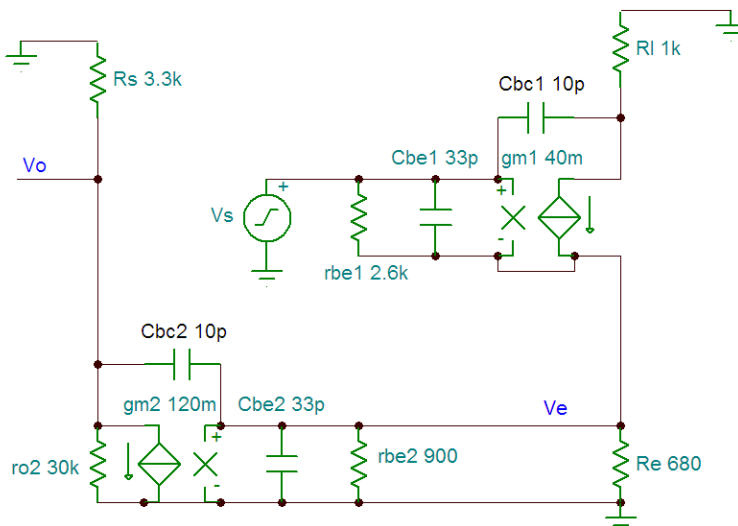 Rs 3.3k
Rl 1k
Cbc1 10p
Vo
Cbe1 33p
gm1 40m
+
+
Vs
-
rbe1 2.6k
Cbc2 10p
gm2 120m
Cbe2 33p
Ve
+
ro2 30k
rbe2 900
Re 680
-